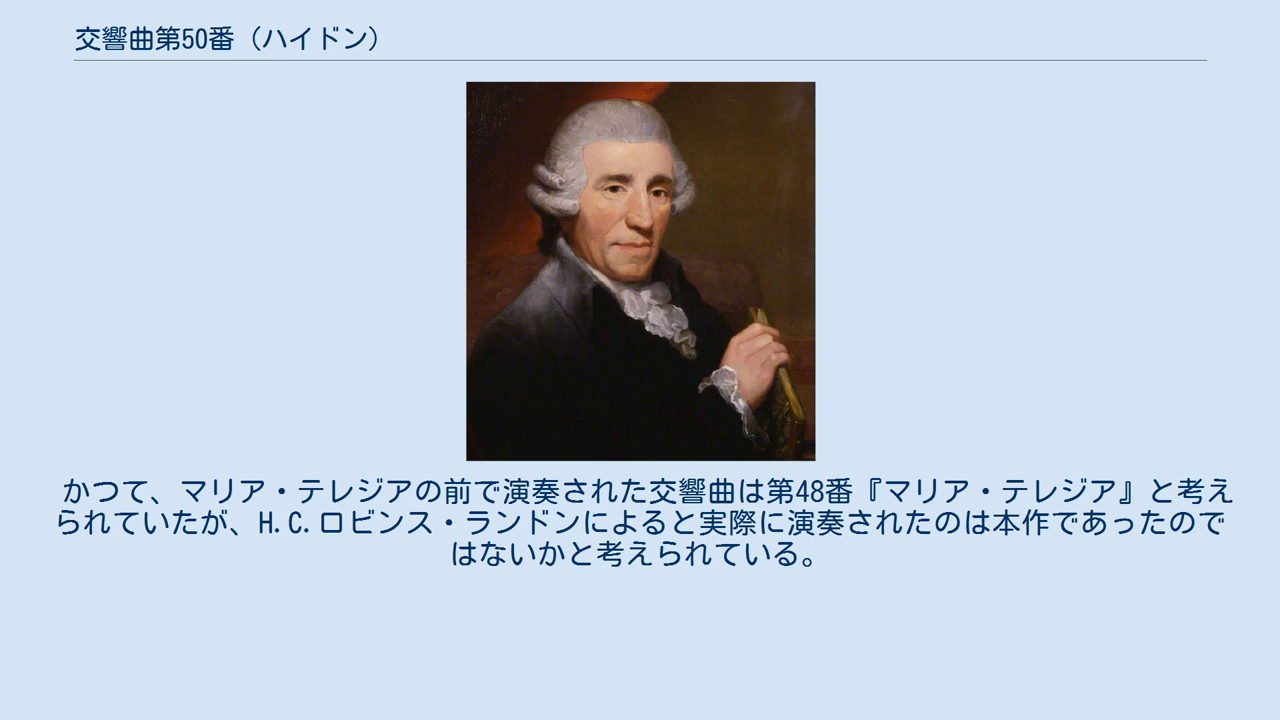 交響曲第50番（ハイドン）
かつて、マリア・テレジアの前で演奏された交響曲は第48番『マリア・テレジア』と考え
られていたが、H.C.ロビンス・ランドンによると実際に演奏されたのは本作であったので
はないかと考えられている。